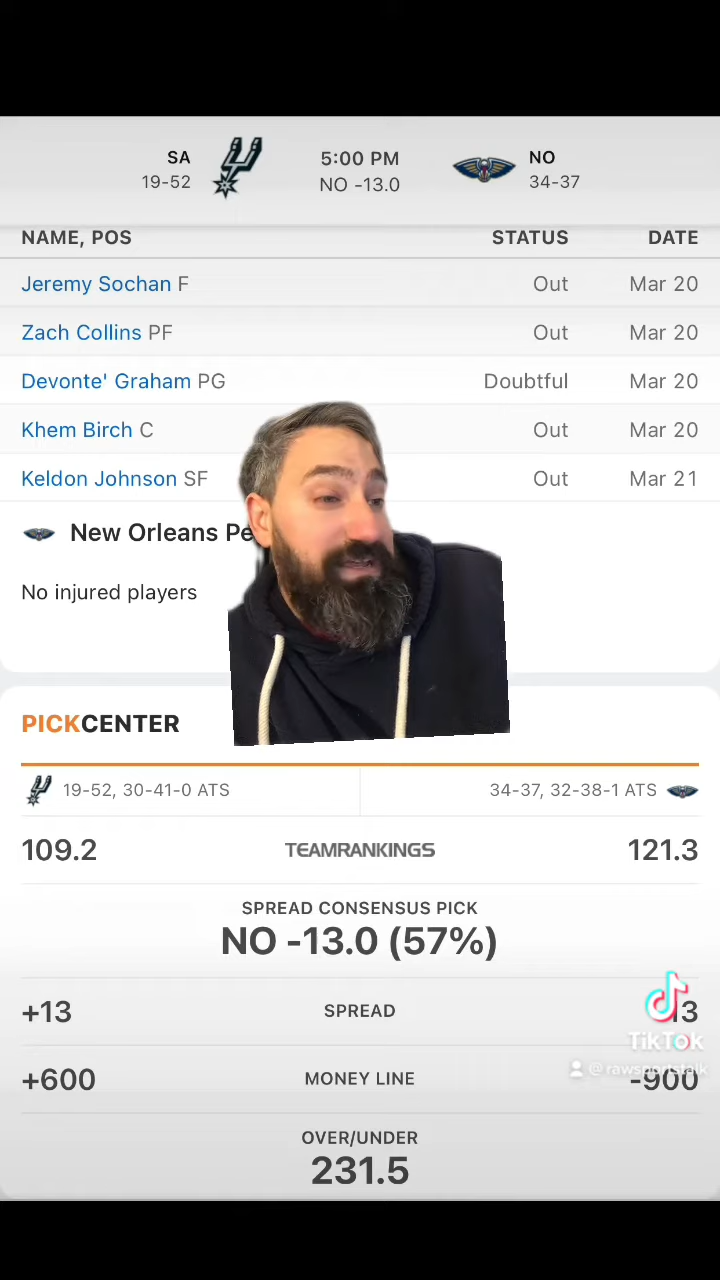 SA 5:00 PM NO
19-52 NO -13.0 34-37
NAME, POS STATUS DATE
Jeremy Sochan F Out Mar 20
Zach Collins PF Out Mar 20
Devonte' Graham PG Doubtful Mar 20
Khem Birch C Out Mar 20
Keldon Johnson SF Out Mar 21
New Orleans Pe
No injured players
PICKCENTER
19-52, 30-41-0 ATS 34-37, 32-38-1 ATS
109.2 TEAMRANKINGS 121.3
SPREAD CONSENSUS PICK
NO -13.0 (57%)
+13 SPREAD 13
TikTok
@rawsportstalk
+600 MONEY LINE -900
OVER/UNDER
231.5